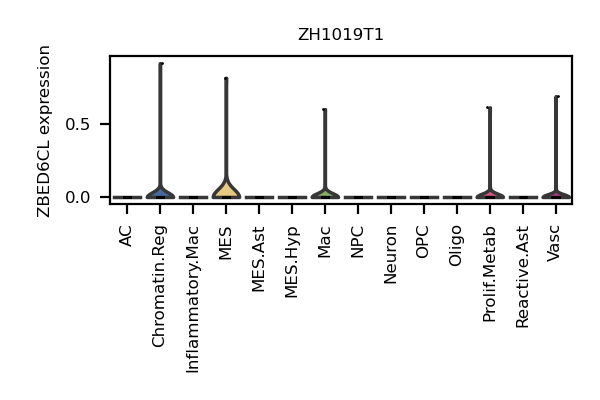 ZH1019T1
ZBED6CL expression
0.5
0.0
AC
Chromatin.Reg
Inflammatory.Mac
MES
MES.Ast
MES.Hyp
Mac
NPC
Neuron
OPC
Oligo
Prolif.Metab
Reactive.Ast
Vasc